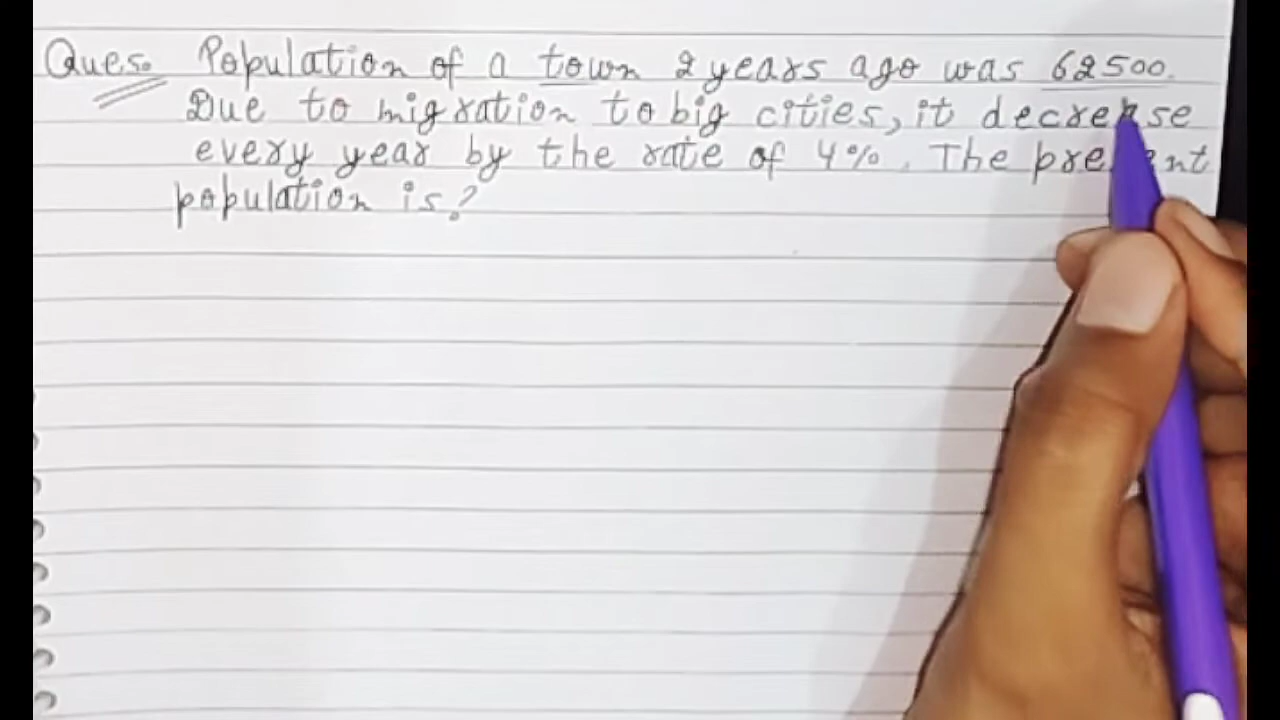 Ques. Population of a town 2 years ago was 62500.
Due to migration to big cities, it decrease
every year by the rate of 4%. The present
population is?